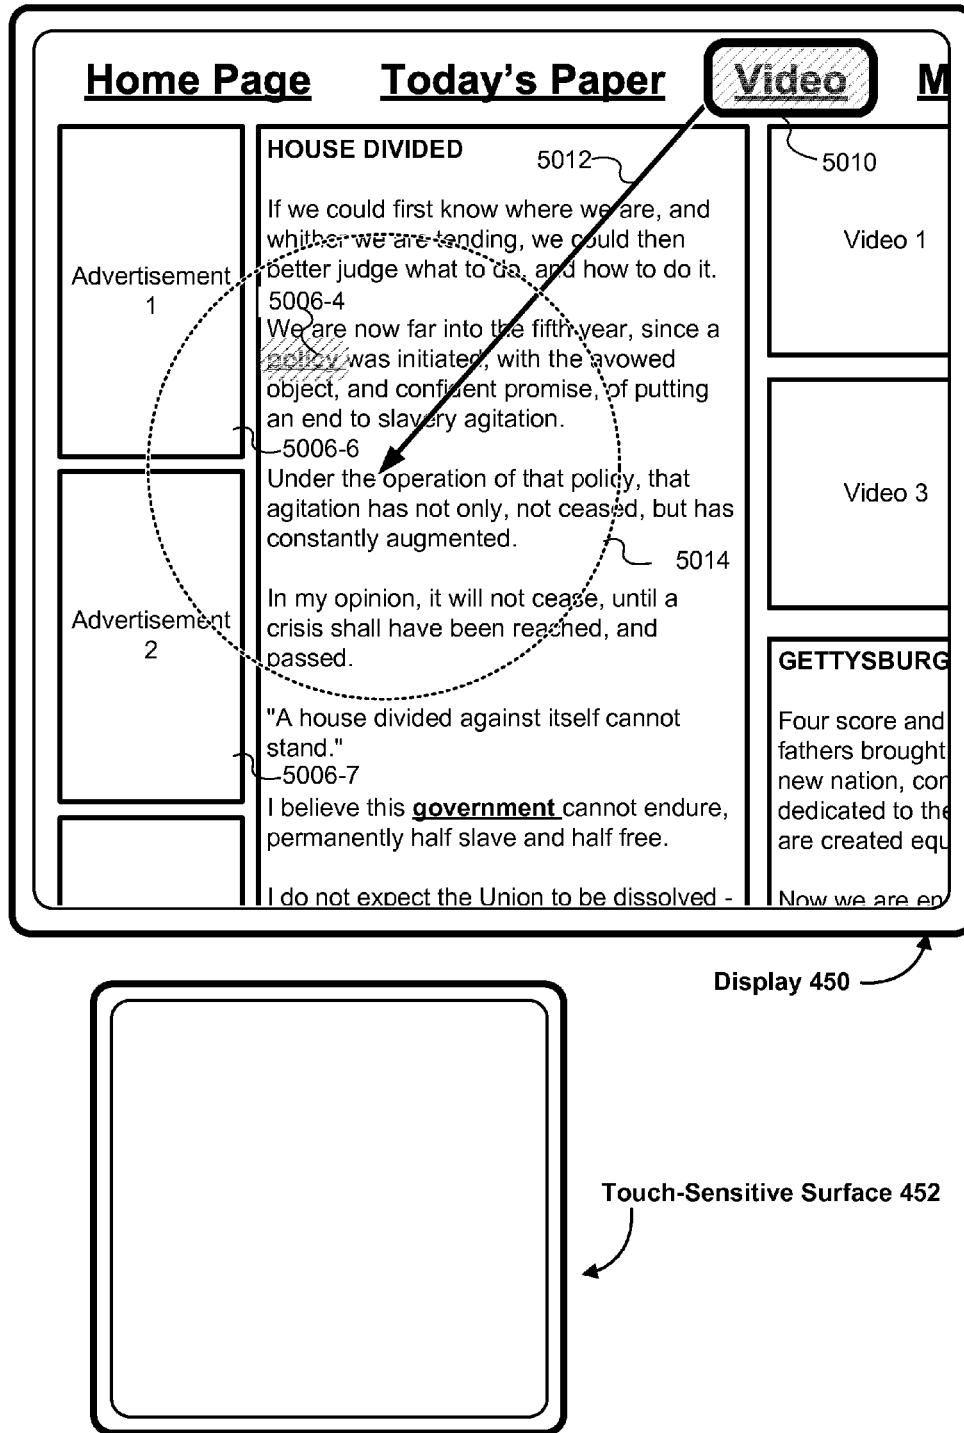 Home Page Today's Paper Video M
HOUSE DIVIDED
5012
5010
If we could first know where we are, and
whither we are tending, we could then
better judge what to do, and how to do it.
5006-4
We are now far into the fifth year, since a
policy was initiated, with the avowed
object, and confident promise, of putting
an end to slavery agitation.
5006-6
Under the operation of that policy, that
agitation has not only, not ceased, but has
constantly augmented.
5014
In my opinion, it will not cease, until a
crisis shall have been reached, and
passed.
"A house divided against itself cannot
stand."
5006-7
I believe this government cannot endure,
permanently half slave and half free.
I do not expect the Union to be dissolved -
Advertisement
1
Advertisement
2
Video 1
Video 3
GETTYSBURG
Four score and
fathers brought
new nation, con
dedicated to the
are created equ
Now we are en
Display 450
Touch-Sensitive Surface 452